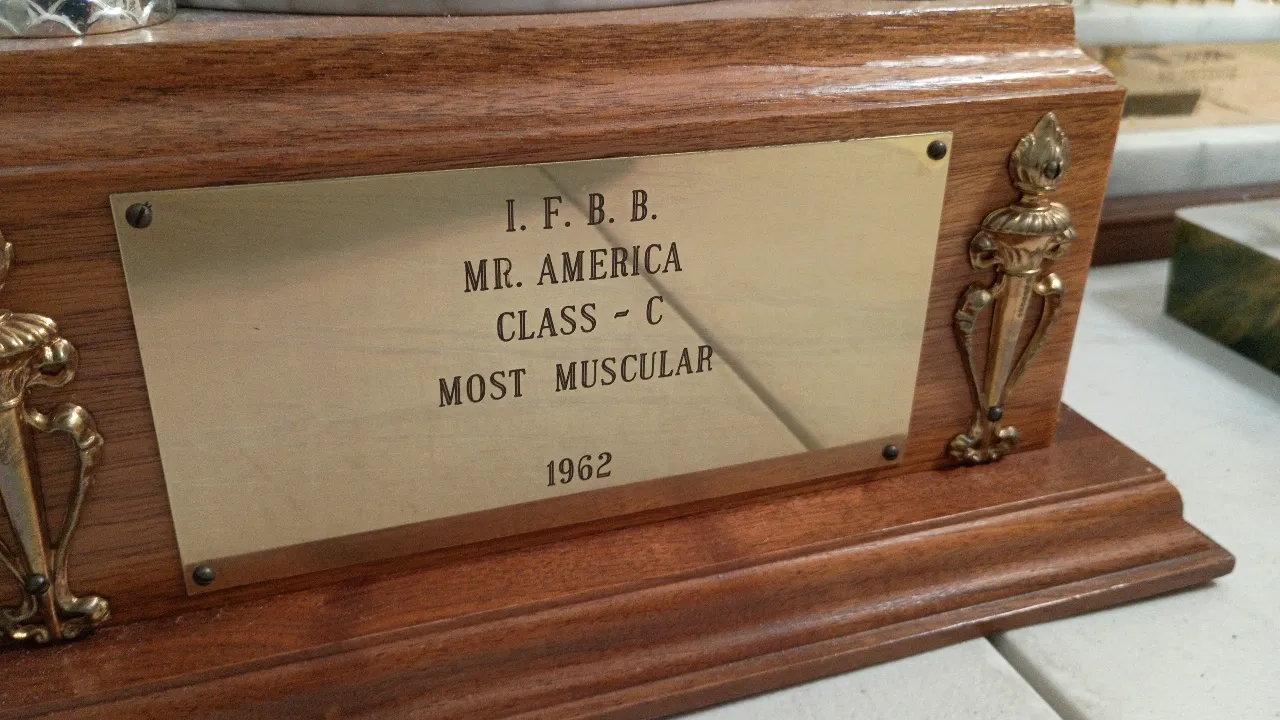 I. F. B. B.
MR. AMERICA
CLASS - C
MOST MUSCULAR
1962